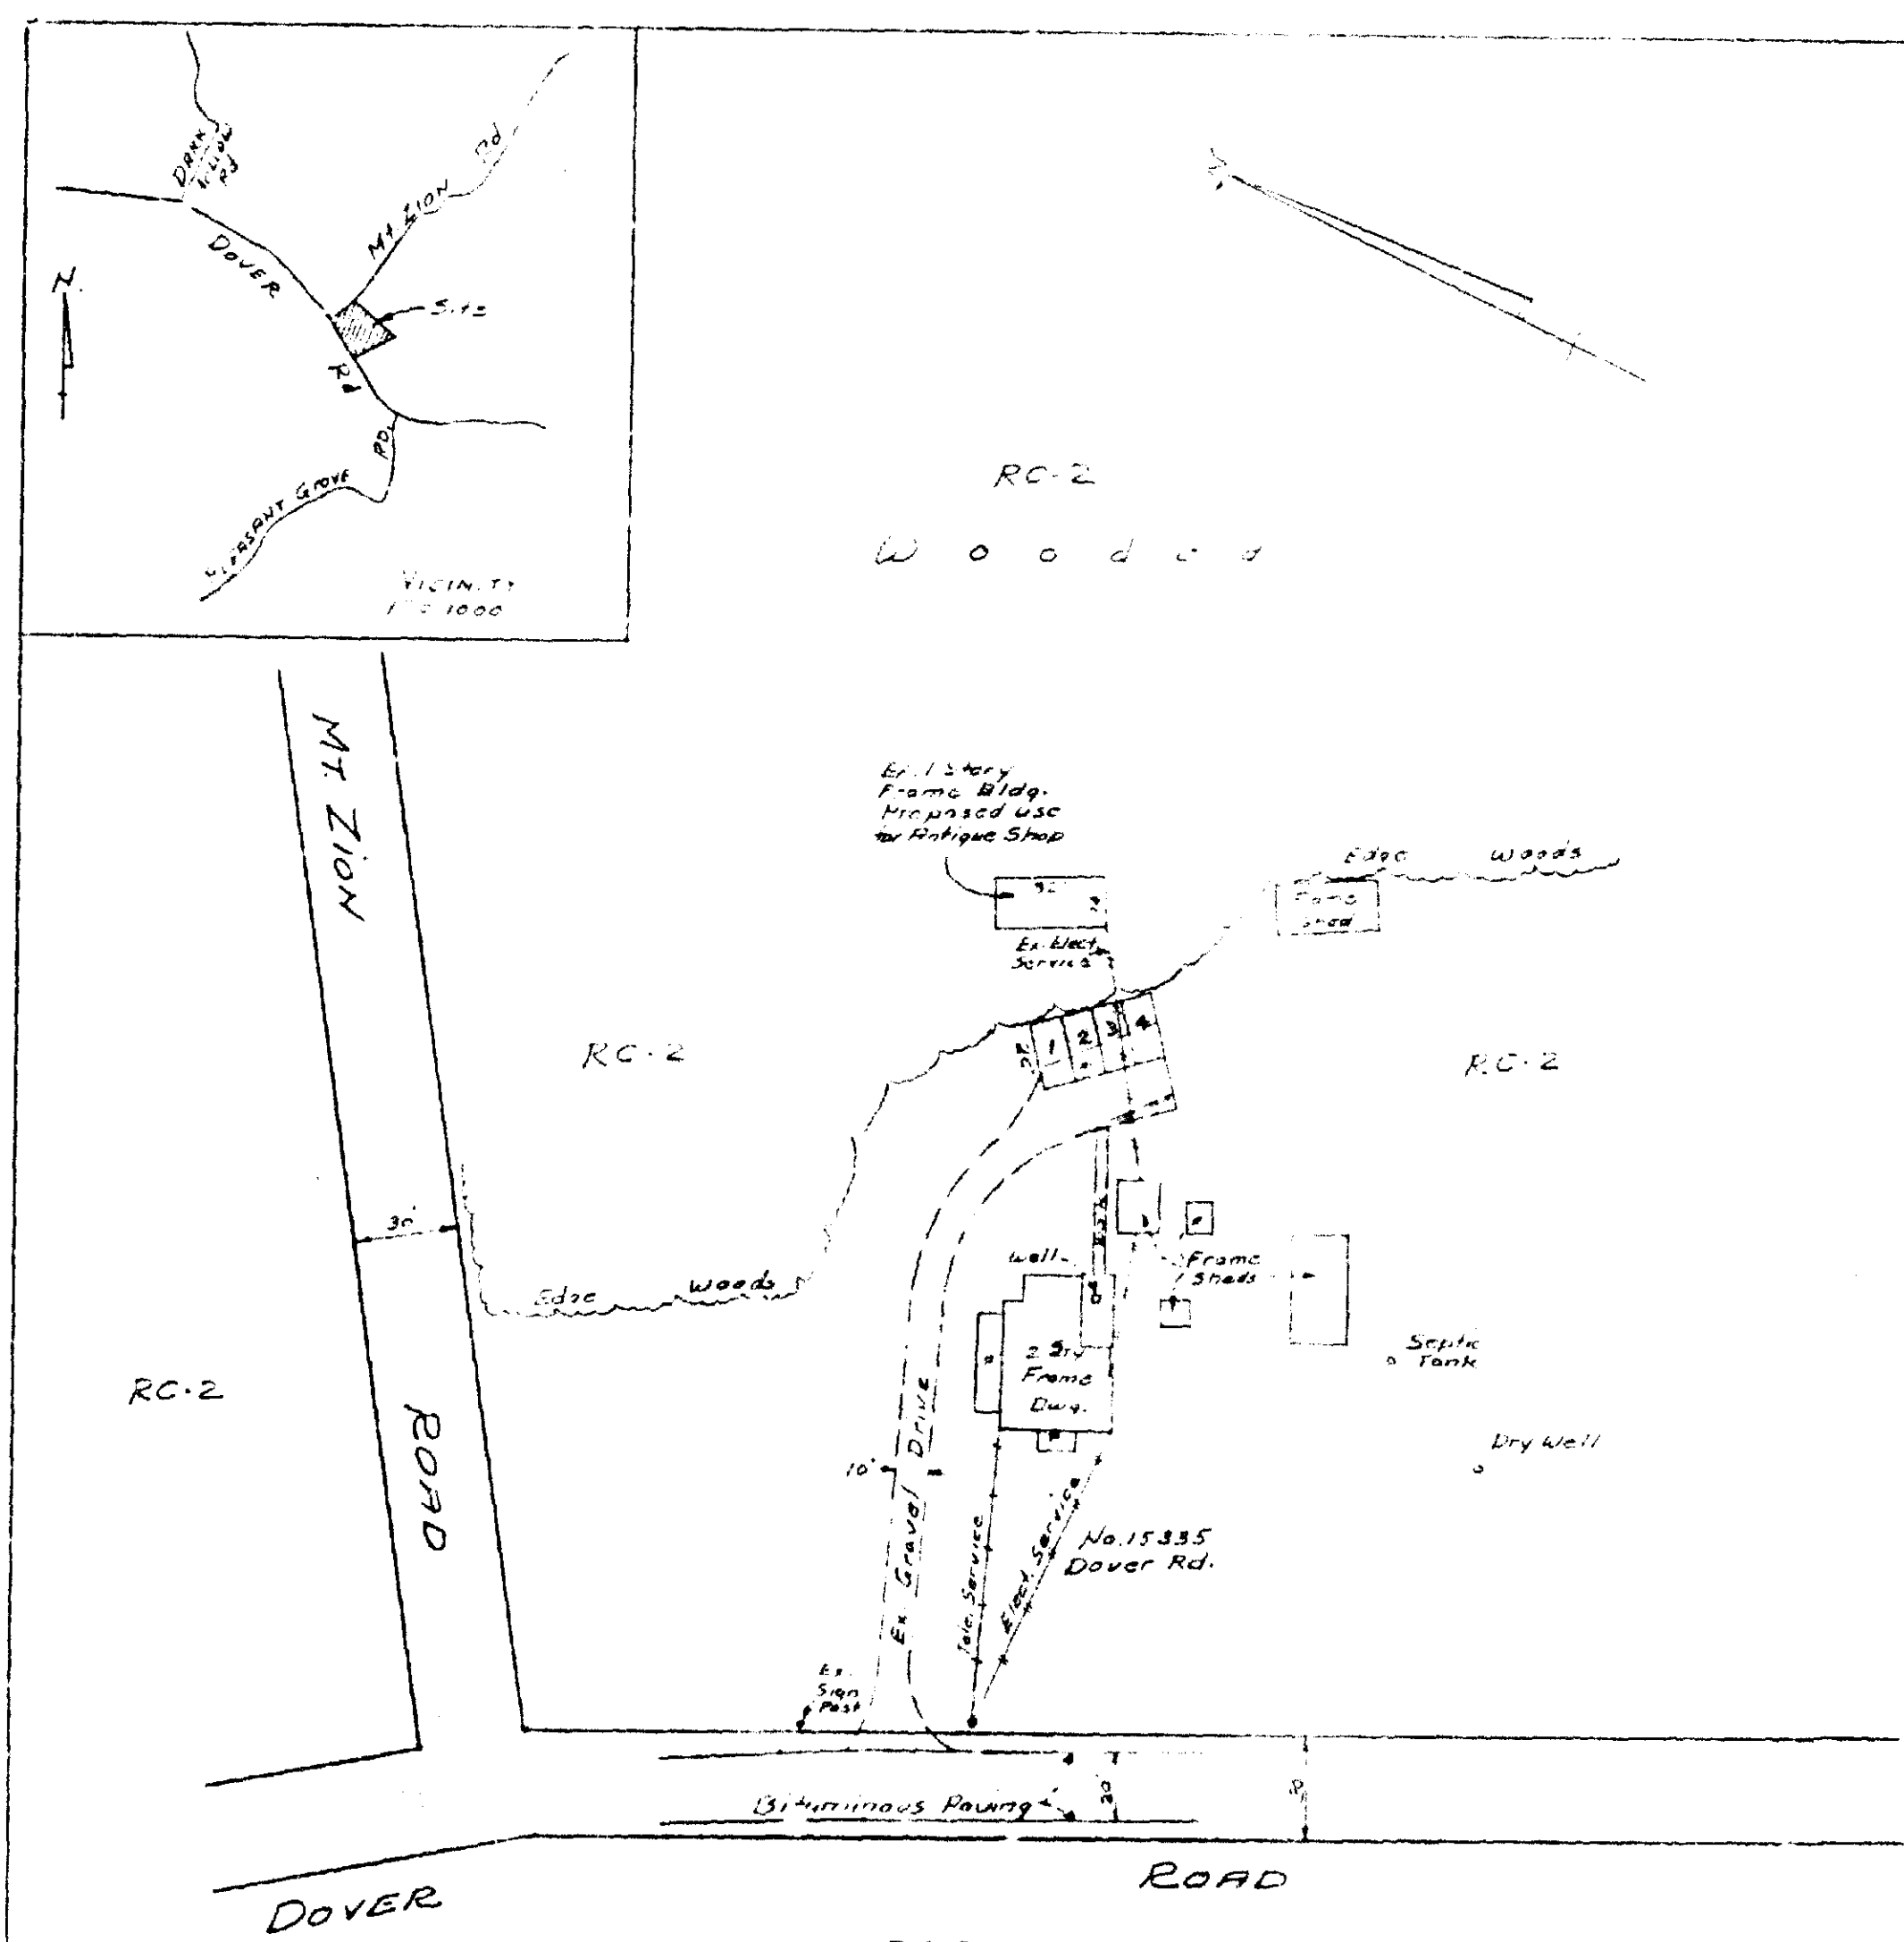 DOVER
Rd
Mt. Zion Rd
Site
N
PLEASANT GROVE RD.
VICINITY
1" = 1000
RC-2
Wooded
MT. ZION
ROAD
30'
Ex. 1 Story
Frame Bldg.
Proposed use
for Antique Shop
Ex. Elect.
Service
Edge Woods
Frame
Shed
RC-2
1 2 3 4
RC-2
Edge Woods
Well
Frame
Sheds
2 Sty
Frame
Dwg.
Septic
Tank
RC-2
Dry Well
10'
Ex. Gravel Drive
Tele. Service
Elect. Service
No. 15335
Dover Rd.
Ex.
Sign
Post
Bituminous Paving
20
DOVER
ROAD